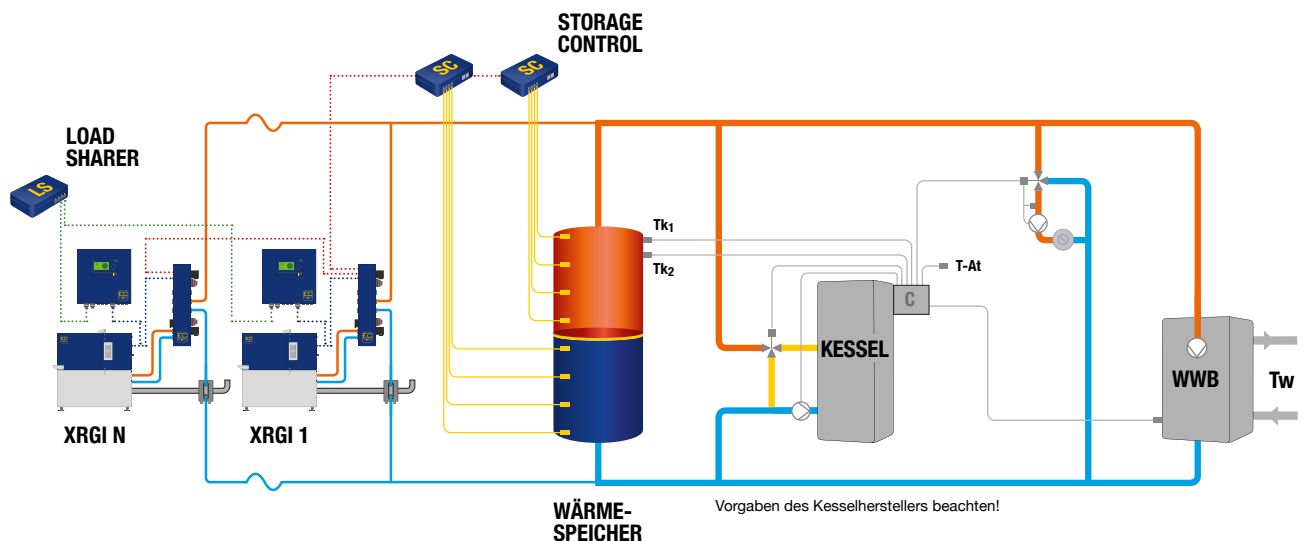 STORAGE
CONTROL
SC
SC
LOAD
SHARER
LS
Tk1
Tk2
T-At
C
KESSEL
WWB
Tw
XRGI N
XRGI 1
WÄRME-
SPEICHER
Vorgaben des Kesselherstellers beachten!